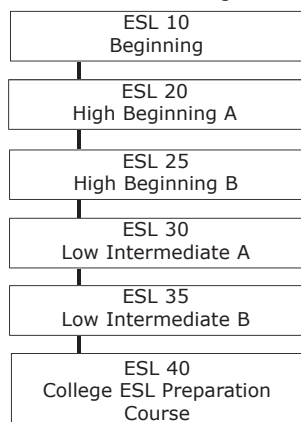 ESL 10
Beginning
ESL 20
High Beginning A
ESL 25
High Beginning B
ESL 30
Low Intermediate A
ESL 35
Low Intermediate B
ESL 40
College ESL Preparation
Course